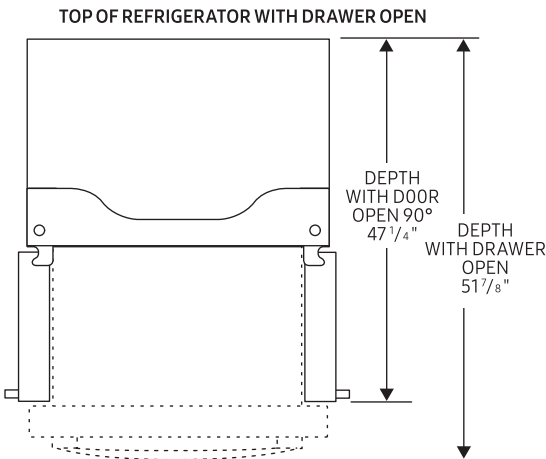 TOP OF REFRIGERATOR WITH DRAWER OPEN
DEPTH
WITH DOOR
OPEN 90°
47 1/4"
DEPTH
WITH DRAWER
OPEN
51 7/8"